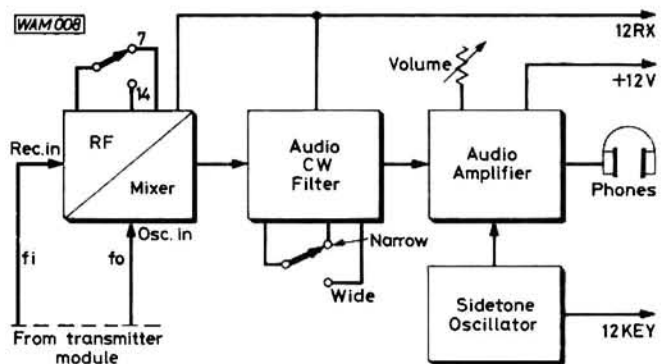 WAM 008
7
14
12RX
Volume
+12V
Rec.in
RF
Mixer
Audio
CW
Filter
Audio
Amplifier
Phones
Osc. in
fi
fo
Narrow
Wide
From transmitter
module
Sidetone
Oscillator
12KEY